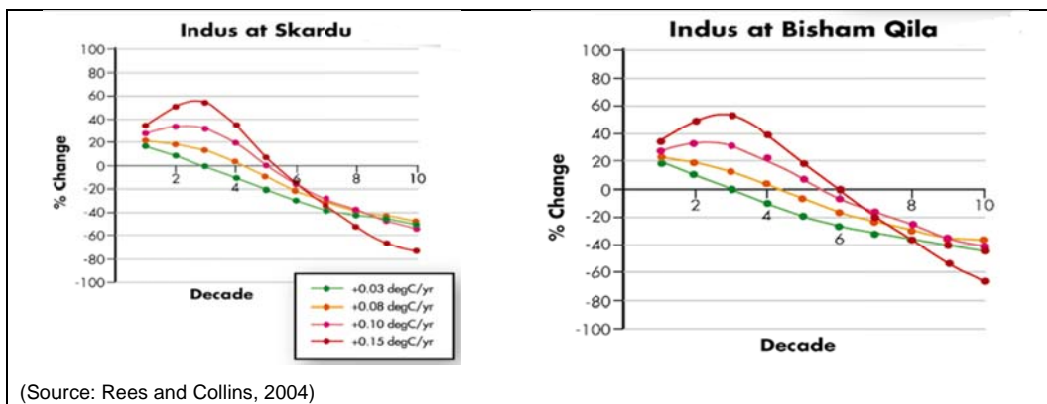 Indus at Skardu
100
80
60
40
20
0
-20
-40
-60
-80
-100
2
4
6
8
10
% Change
Decade
+0.03 degC/yr
+0.08 degC/yr
+0.10 degC/yr
+0.15 degC/yr
Indus at Bisham Qila
100
80
60
40
20
0
-20
-40
-60
-80
-100
2
4
6
8
10
% Change
Decade
(Source: Rees and Collins, 2004)